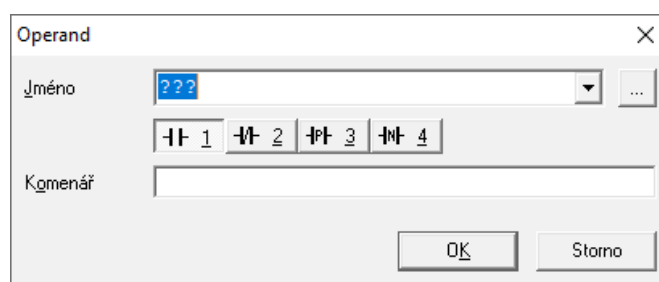 Operand
Jméno
???
...
1
2
P 3
N 4
Komenář
OK
Storno